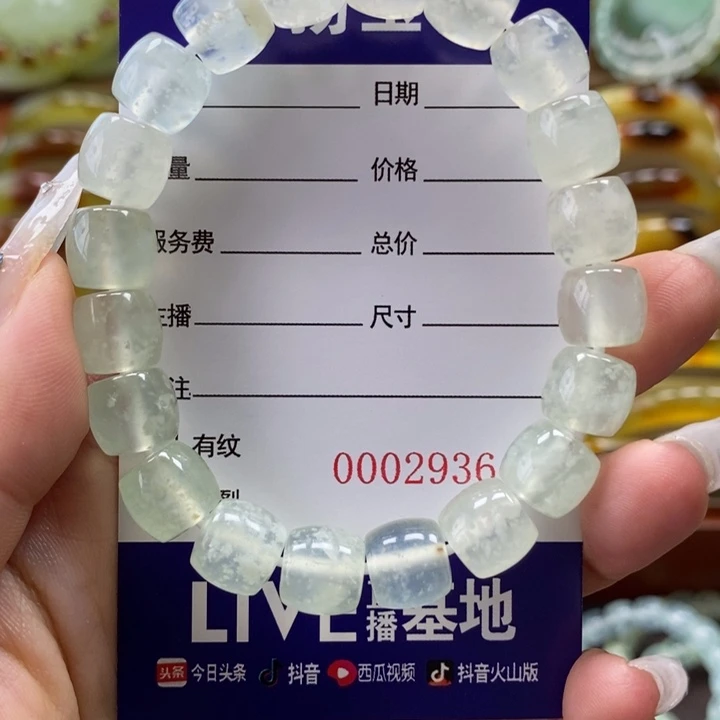 日期
量 价格
服务费 总价
主播 尺寸
注
有纹
0002936
LIVE 直播 基地
头条 今日头条 抖音 西瓜视频 抖音火山版